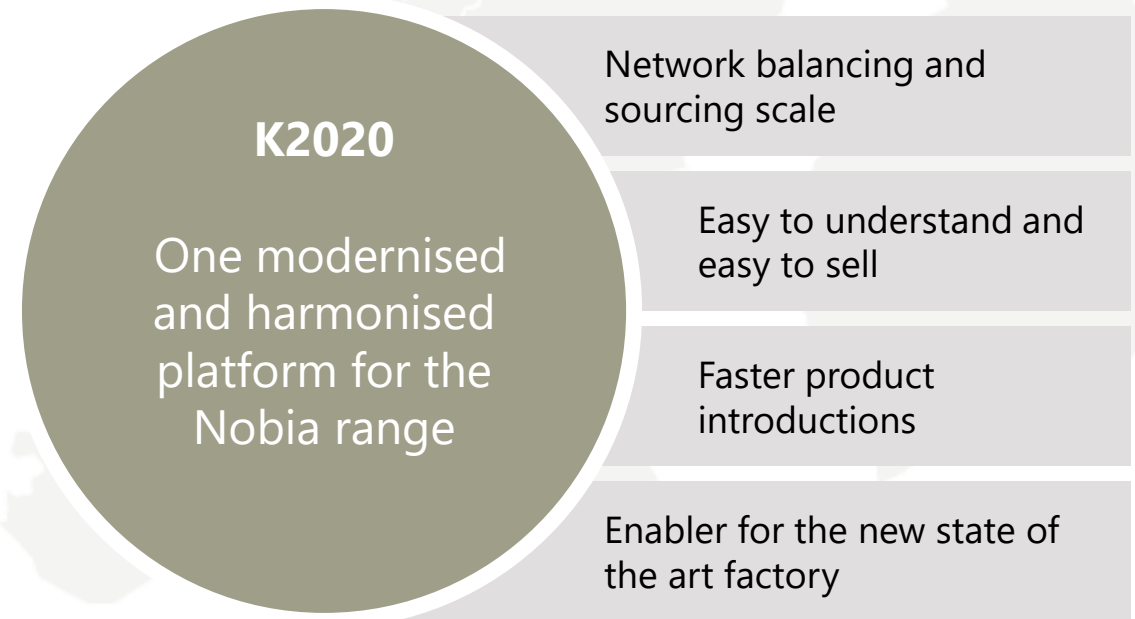 K2020
One modernised
and harmonised
platform for the
Nobia range
Network balancing and
sourcing scale
Easy to understand and
easy to sell
Faster product
introductions
Enabler for the new state of
the art factory